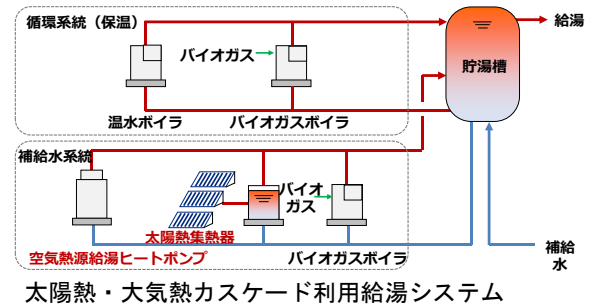 循環系統（保温）
給湯
バイオガス
貯湯槽
温水ボイラ
バイオガスボイラ
補給水系統
バイオ
ガス
太陽熱集熱器
空気熱源給湯ヒートポンプ
バイオガスボイラ
補給
水
太陽熱・大気熱カスケード利用給湯システム